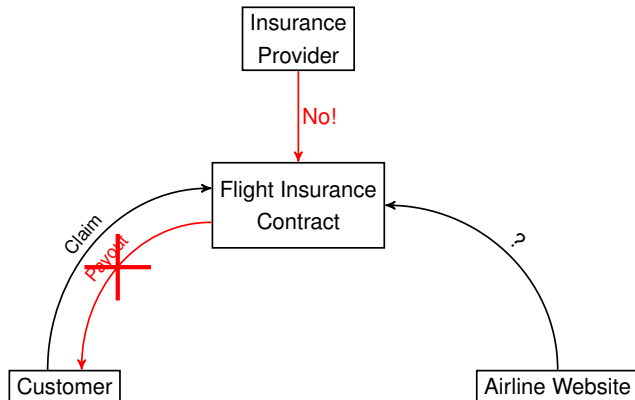 Insurance
Provider
No!
Flight Insurance
Contract
Claim
Payout
?
Customer
Airline Website